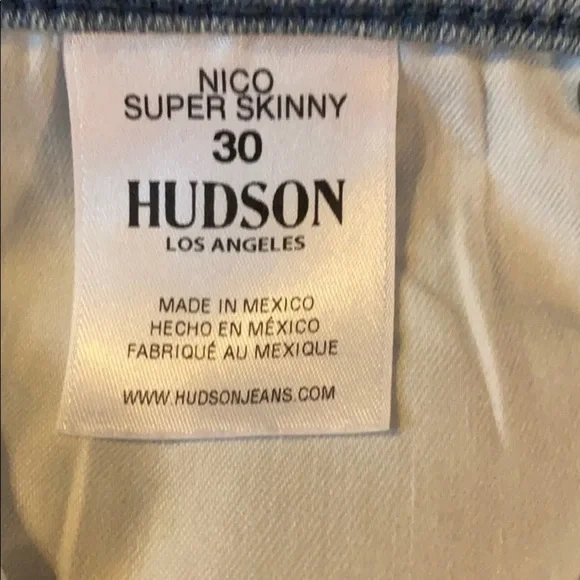 NICO
SUPER SKINNY
30
HUDSON
LOS ANGELES
MADE IN MEXICO
HECHO EN MÉXICO
FABRIQUÉ AU MEXIQUE
WWW.HUDSONJEANS.COM